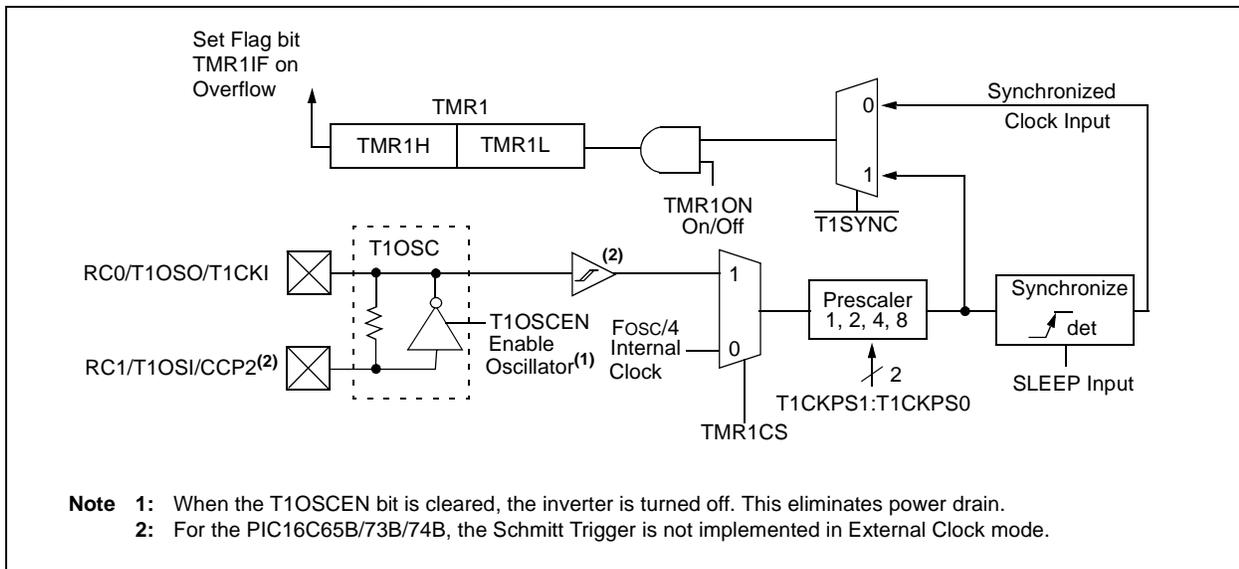 Set Flag bit
TMR1IF on
Overflow
TMR1
TMR1H
TMR1L
TMR1ON
On/Off
0
1
T1SYNC
Synchronized
Clock Input
RC0/T1OSO/T1CKI
T1OSC
(2)
RC1/T1OSI/CCP2(2)
T1OSCEN
Enable
Oscillator(1)
FOSC/4
Internal
Clock
1
0
TMR1CS
Prescaler
1, 2, 4, 8
2
T1CKPS1:T1CKPS0
Synchronize
det
SLEEP Input
Note 1: When the T1OSCEN bit is cleared, the inverter is turned off. This eliminates power drain.
2: For the PIC16C65B/73B/74B, the Schmitt Trigger is not implemented in External Clock mode.